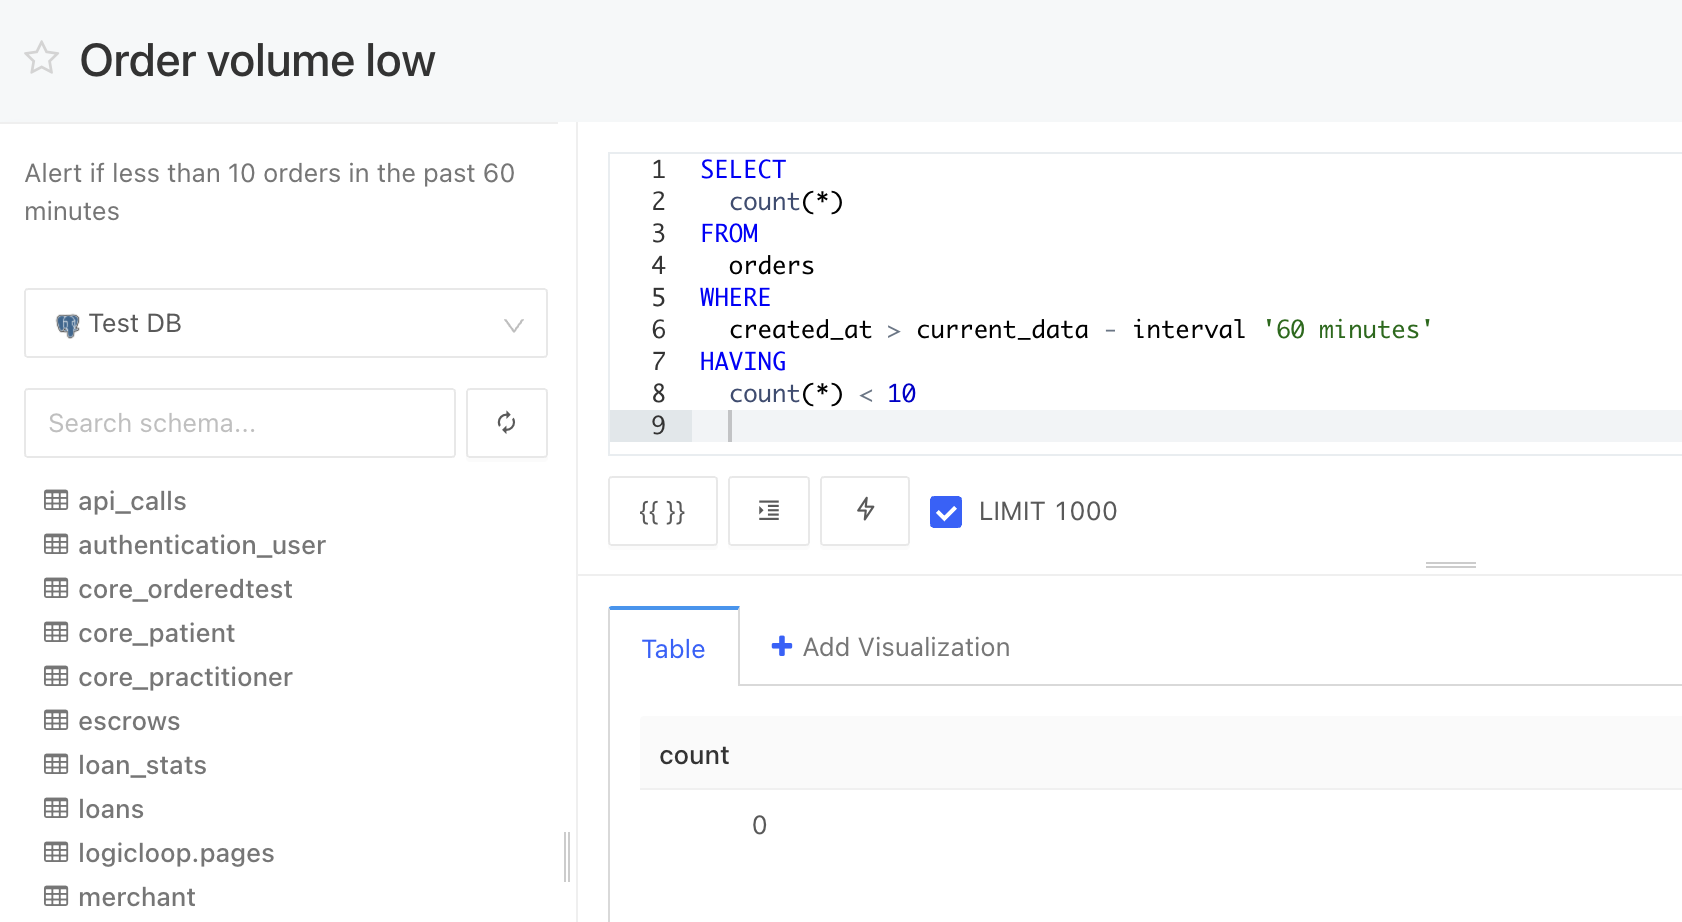 Order volume low
Alert if less than 10 orders in the past 60
minutes
Test DB
Search schema...
api_calls
authentication_user
core_orderedtest
core_patient
core_practitioner
escrows
loan_stats
loans
logicloop.pages
merchant
1 SELECT
2 count(*)
3 FROM
4 orders
5 WHERE
6 created_at > current_data - interval '60 minutes'
7 HAVING
8 count(*) < 10
9
{{ }} LIMIT 1000
Table Add Visualization
count
0